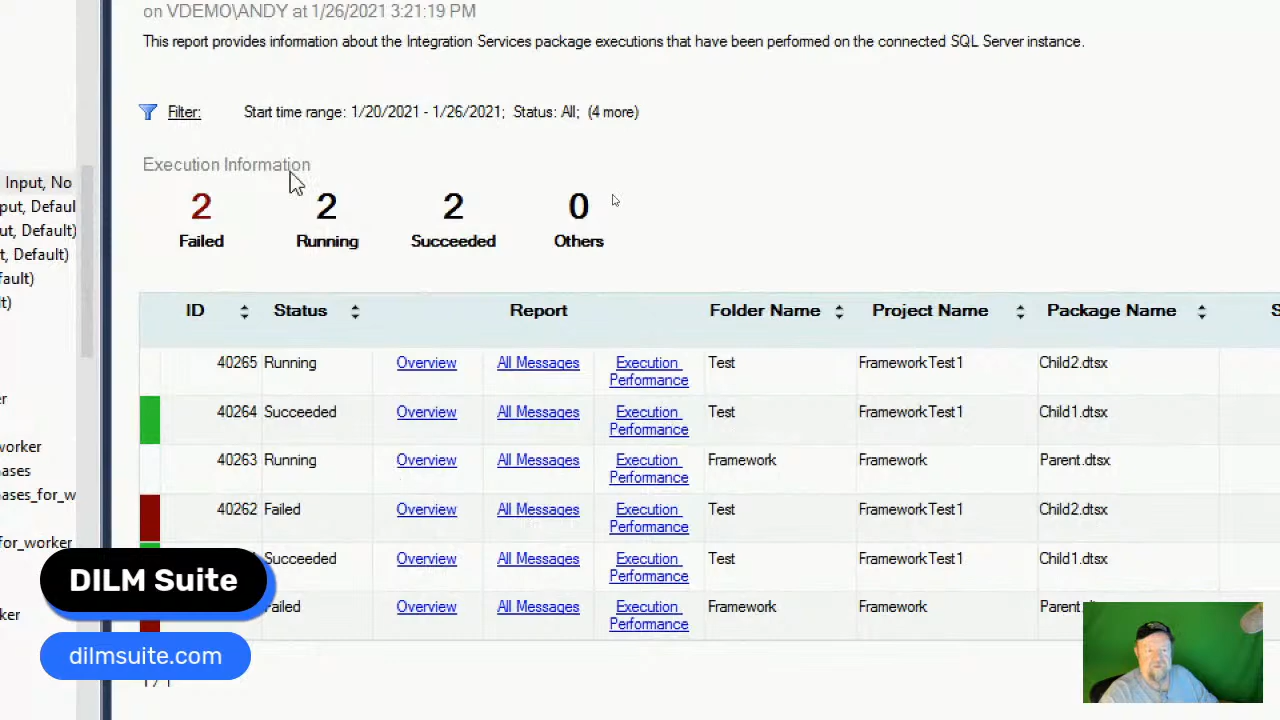 on VDEMO\ANDY at 1/26/2021 3:21:19 PM
This report provides information about the Integration Services package executions that have been performed on the connected SQL Server instance.
Filter: Start time range: 1/20/2021 - 1/26/2021; Status: All; (4 more)
Execution Information
2 2 2 0
Failed Running Succeeded Others
ID Status Report Folder Name Project Name Package Name S
40265 Running Overview All Messages Execution Performance Test FrameworkTest1 Child2.dtsx
40264 Succeeded Overview All Messages Execution Performance Test FrameworkTest1 Child1.dtsx
40263 Running Overview All Messages Execution Performance Framework Framework Parent.dtsx
40262 Failed Overview All Messages Execution Performance Test FrameworkTest1 Child2.dtsx
Succeeded Overview All Messages Execution Performance Test FrameworkTest1 Child1.dtsx
ailed Overview All Messages Execution Performance Framework Framework Parent
Input, No
put, Defaul
ut, Default)
t, Default)
fault)
t)
er
worker
ases
ases_for_w
for_worker
ker
DILM Suite
dilmsuite.com